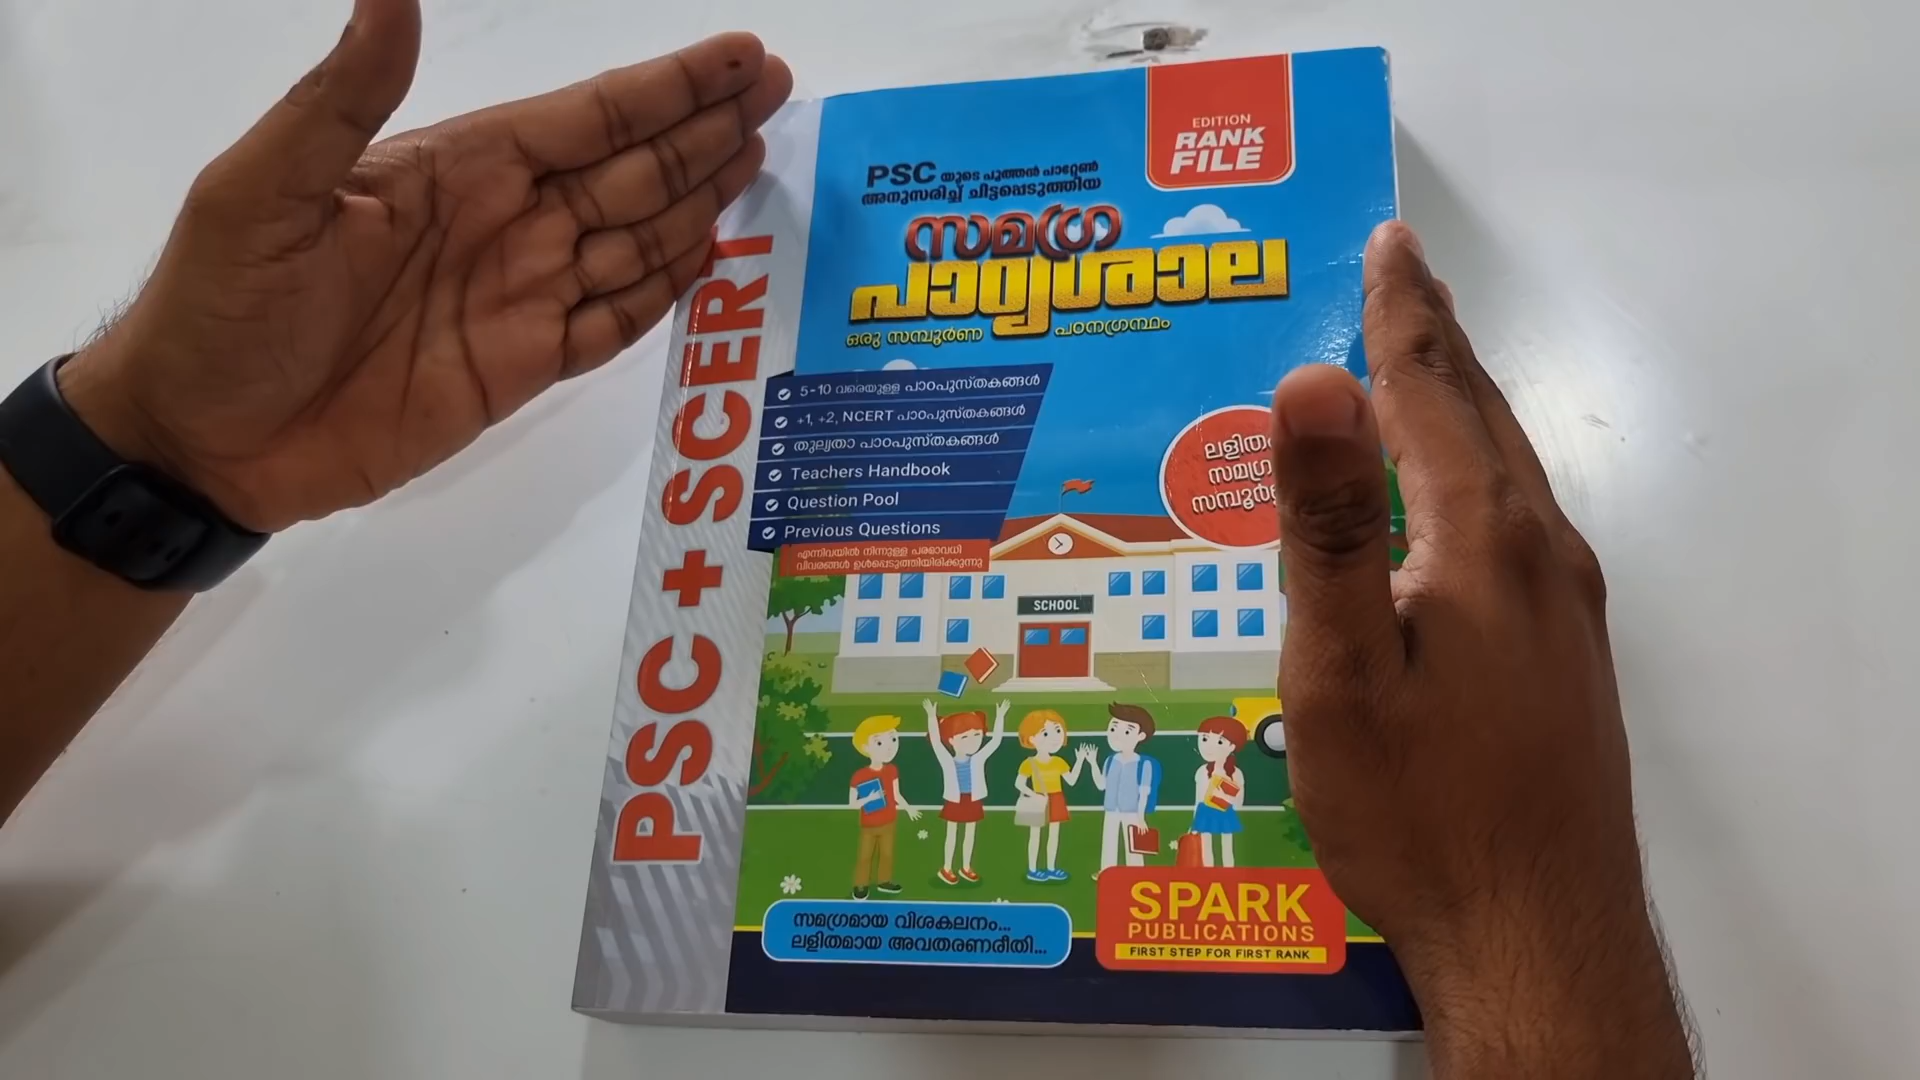 EDITION
RANK
FILE
PSC യുടെ പുത്തൻ പാറ്റേൺ
അനുസരിച്ച് ചിട്ടപ്പെടുത്തിയ
സമഗ്ര
പാഠ്യശാല
ഒരു സമ്പൂർണ പഠനഗ്രന്ഥം
PSC + SCERT
5-10 വരെയുള്ള പാഠപുസ്തകങ്ങൾ
+1, +2, NCERT പാഠപുസ്തകങ്ങൾ
തുല്യതാ പാഠപുസ്തകങ്ങൾ
Teachers Handbook
Question Pool
Previous Questions
എന്നിവയിൽ നിന്നുള്ള പരമാവധി
വിവരങ്ങൾ ഉൾപ്പെടുത്തിയിരിക്കുന്നു
ലളിതം
സമഗ്ര
SCHOOL
സമഗ്രമായ വിശകലനം...
ലളിതമായ അവതരണരീതി...
SPARK
PUBLICATIONS
FIRST STEP FOR FIRST RANK